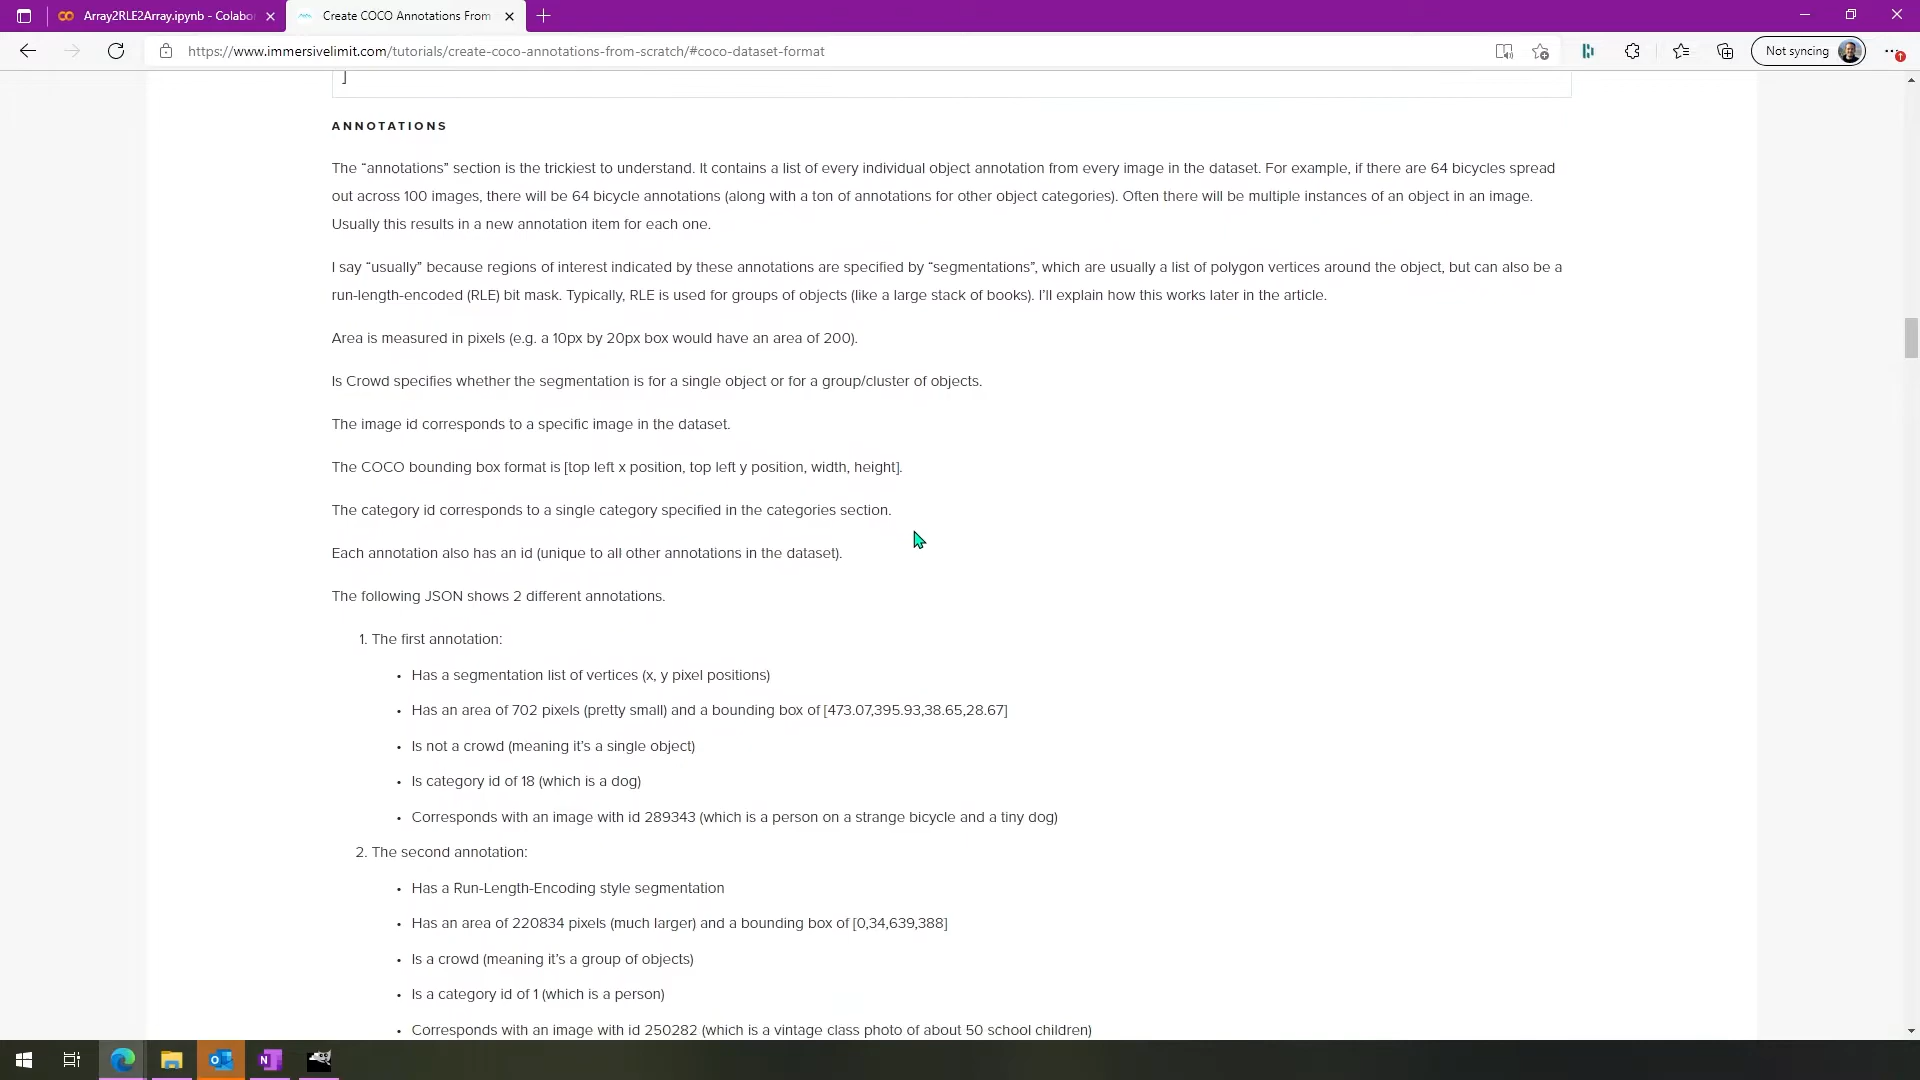 Array2RLE2Array.ipynb - Colabo
Create COCO Annotations From
https://www.immersivelimit.com/tutorials/create-coco-annotations-from-scratch/#coco-dataset-format
Not syncing
]
ANNOTATIONS
The “annotations” section is the trickiest to understand. It contains a list of every individual object annotation from every image in the dataset. For example, if there are 64 bicycles spread
out across 100 images, there will be 64 bicycle annotations (along with a ton of annotations for other object categories). Often there will be multiple instances of an object in an image.
Usually this results in a new annotation item for each one.
I say “usually” because regions of interest indicated by these annotations are specified by “segmentations”, which are usually a list of polygon vertices around the object, but can also be a
run-length-encoded (RLE) bit mask. Typically, RLE is used for groups of objects (like a large stack of books). I’ll explain how this works later in the article.
Area is measured in pixels (e.g. a 10px by 20px box would have an area of 200).
Is Crowd specifies whether the segmentation is for a single object or for a group/cluster of objects.
The image id corresponds to a specific image in the dataset.
The COCO bounding box format is [top left x position, top left y position, width, height].
The category id corresponds to a single category specified in the categories section.
Each annotation also has an id (unique to all other annotations in the dataset).
The following JSON shows 2 different annotations.
1. The first annotation:
• Has a segmentation list of vertices (x, y pixel positions)
• Has an area of 702 pixels (pretty small) and a bounding box of [473.07,395.93,38.65,28.67]
• Is not a crowd (meaning it’s a single object)
• Is category id of 18 (which is a dog)
• Corresponds with an image with id 289343 (which is a person on a strange bicycle and a tiny dog)
2. The second annotation:
• Has a Run-Length-Encoding style segmentation
• Has an area of 220834 pixels (much larger) and a bounding box of [0,34,639,388]
• Is a crowd (meaning it’s a group of objects)
• Is a category id of 1 (which is a person)
• Corresponds with an image with id 250282 (which is a vintage class photo of about 50 school children)